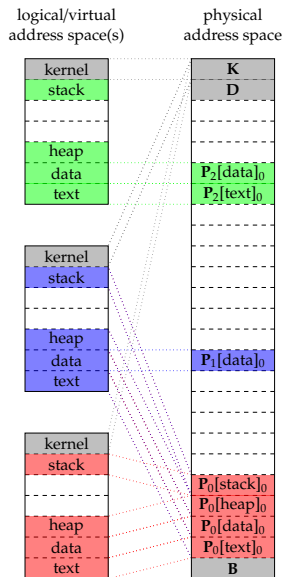 logical/virtual
address space(s)
kernel
stack
heap
data
text
kernel
stack
heap
data
text
kernel
stack
heap
data
text
physical
address space
K
D
P₂[data]₀
P₂[text]₀
P₁[data]₀
P₀[stack]₀
P₀[heap]₀
P₀[data]₀
P₀[text]₀
B